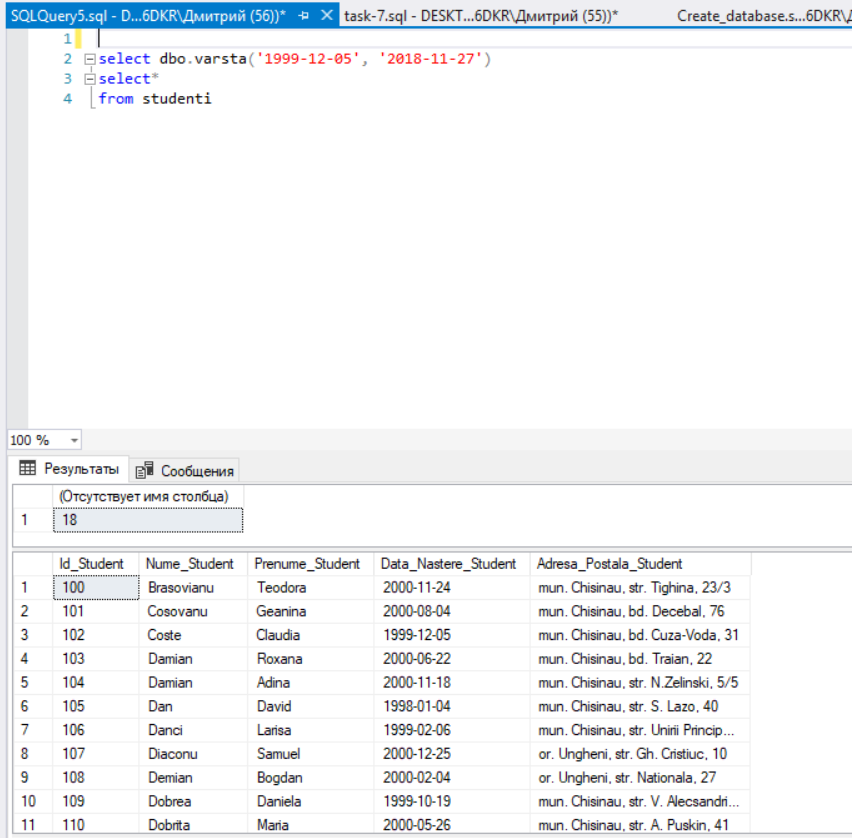 SQLQuery5.sql - D...6DKR\Дмитрий (56))* task-7.sql - DESKT...6DKR\Дмитрий (55))* Create_database.s...6DKR\
1
2 select dbo.varsta('1999-12-05', '2018-11-27')
3 select*
4 from studenti
100 %
Результаты Сообщения
(Отсутствует имя столбца)
1 18
Id_Student Nume_Student Prenume_Student Data_Nastere_Student Adresa_Postala_Student
1 100 Brasovianu Teodora 2000-11-24 mun. Chisinau, str. Tighina, 23/3
2 101 Cosovanu Geanina 2000-08-04 mun. Chisinau, bd. Decebal, 76
3 102 Coste Claudia 1999-12-05 mun. Chisinau, bd. Cuza-Voda, 31
4 103 Damian Roxana 2000-06-22 mun. Chisinau, bd. Traian, 22
5 104 Damian Adina 2000-11-18 mun. Chisinau, str. N.Zelinski, 5/5
6 105 Dan David 1998-01-04 mun. Chisinau, str. S. Lazo, 40
7 106 Danci Larisa 1999-02-06 mun. Chisinau, str. Unirii Princip...
8 107 Diaconu Samuel 2000-12-25 or. Ungheni, str. Gh. Cristiuc, 10
9 108 Demian Bogdan 2000-02-04 or. Ungheni, str. Nationala, 27
10 109 Dobrea Daniela 1999-10-19 mun. Chisinau, str. V. Alecsandri...
11 110 Dobrita Maria 2000-05-26 mun. Chisinau, str. A. Puskin, 41